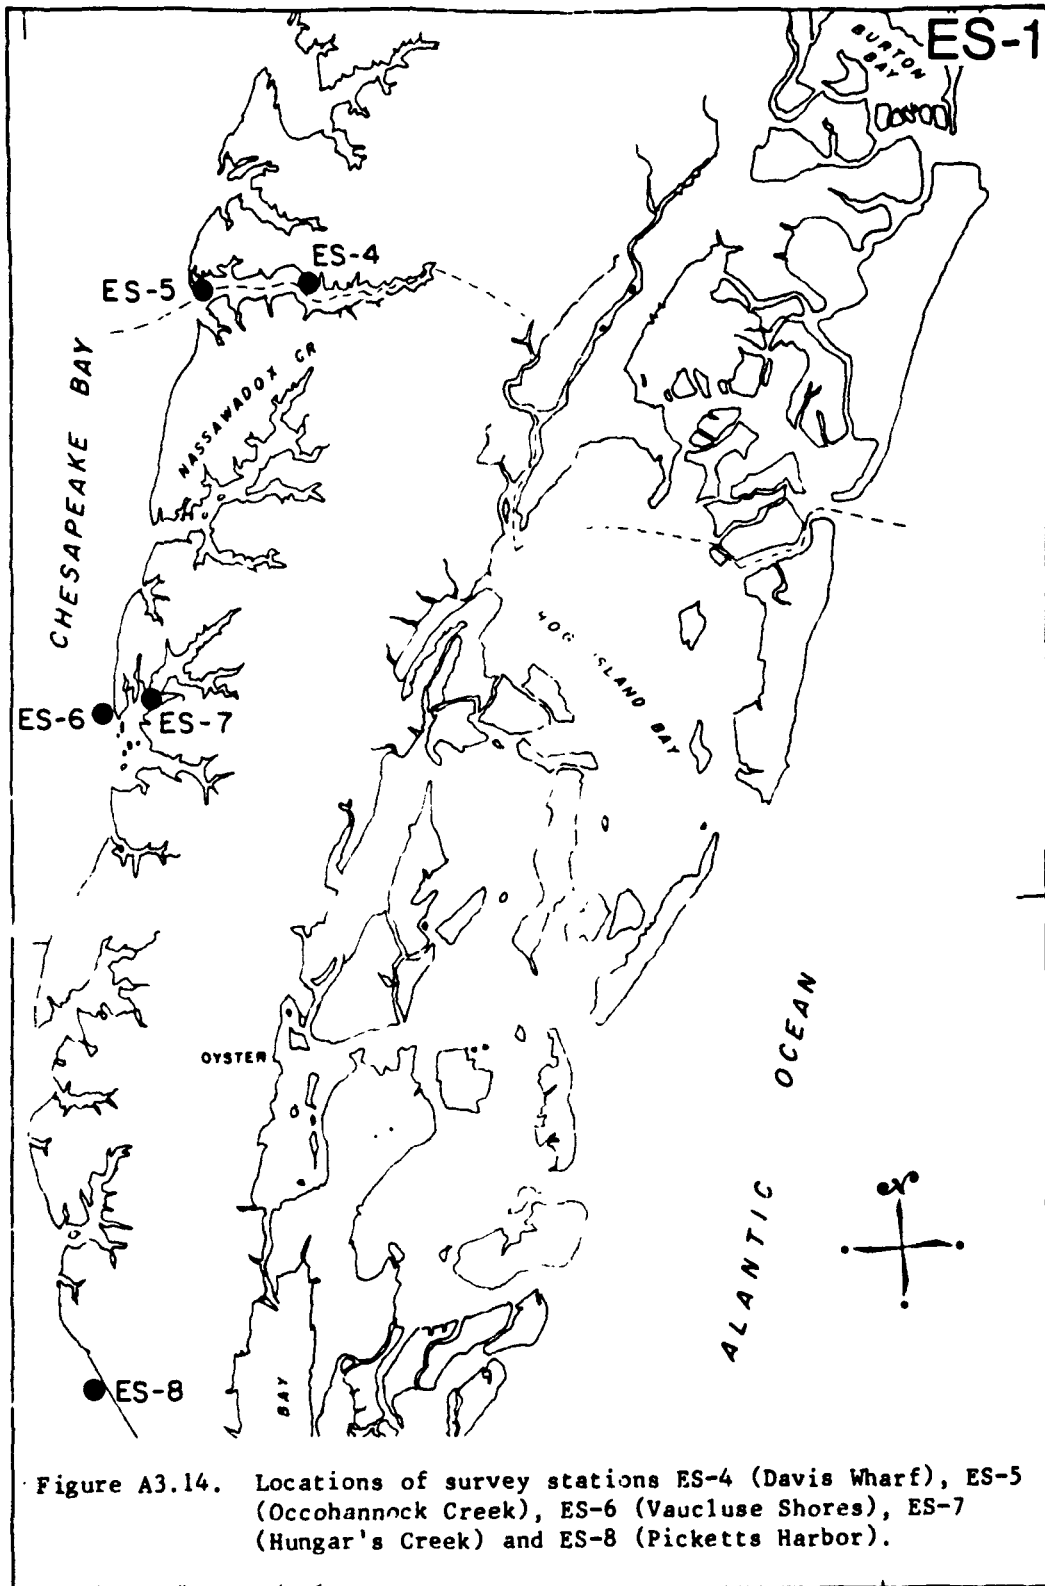 ES-1
BURTON
BAY
ES-4
ES-5
CHESAPEAKE BAY
NASSAWADOX CR
ISLAND BAY
ES-6
ES-7
OYSTER
OCEAN
ALANTIC
N
BAY
ES-8
Figure A3.14. Locations of survey stations ES-4 (Davis Wharf), ES-5
(Occohannock Creek), ES-6 (Vaucluse Shores), ES-7
(Hungar's Creek) and ES-8 (Picketts Harbor).